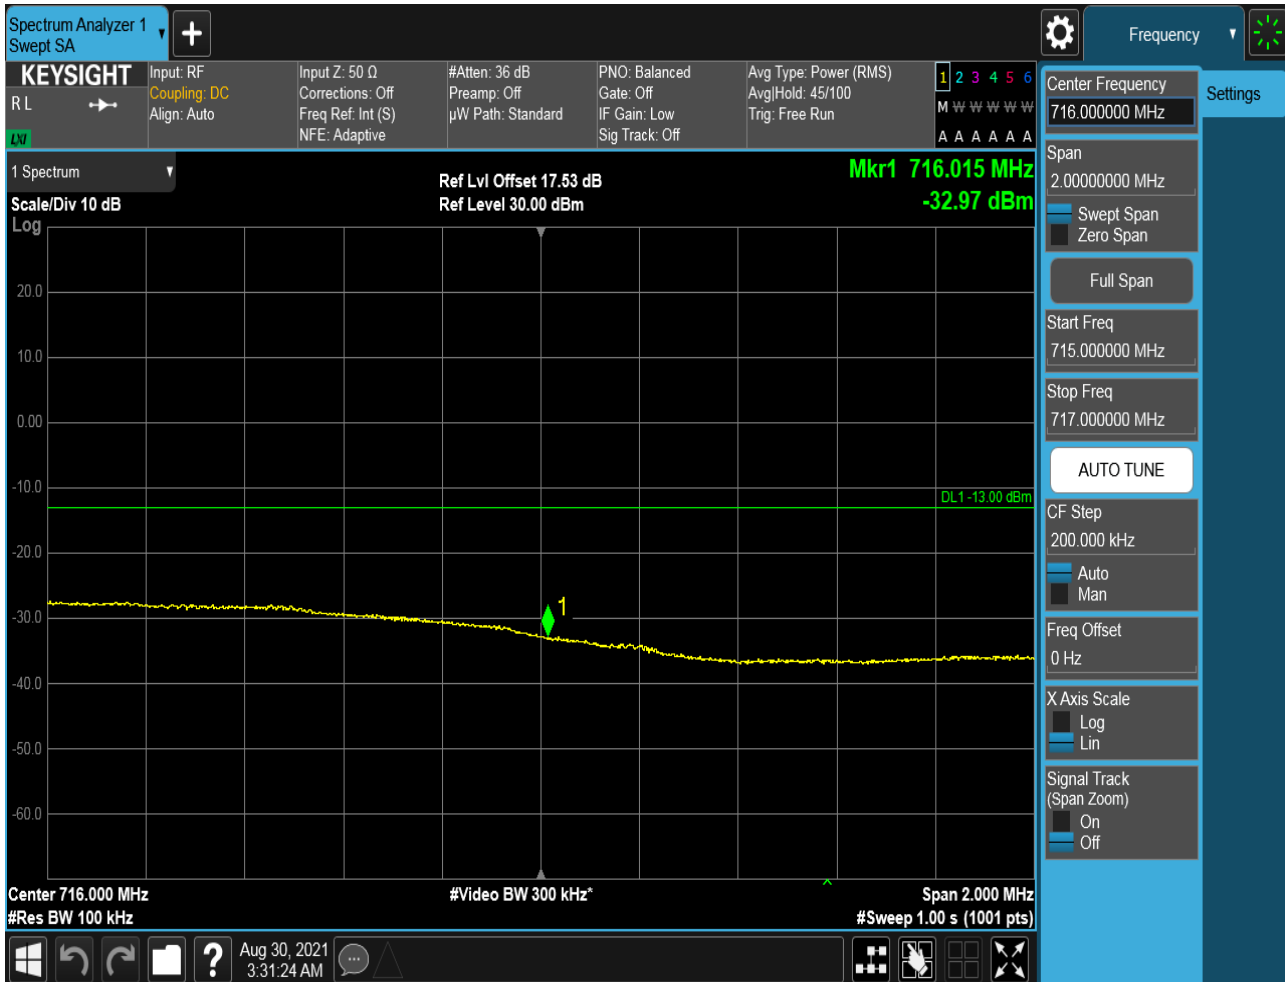 Spectrum Analyzer 1
Swept SA
+
Frequency
KEYSIGHT
R L
LXI
Input: RF
Coupling: DC
Align: Auto
Input Z: 50 Ω
Corrections: Off
Freq Ref: Int (S)
NFE: Adaptive
#Atten: 36 dB
Preamp: Off
µW Path: Standard
PNO: Balanced
Gate: Off
IF Gain: Low
Sig Track: Off
Avg Type: Power (RMS)
Avg|Hold: 45/100
Trig: Free Run
1 2 3 4 5 6
M W W W W W
A A A A A A
1 Spectrum
Scale/Div 10 dB
Log
Ref Lvl Offset 17.53 dB
Ref Level 30.00 dBm
Mkr1 716.015 MHz
-32.97 dBm
20.0
10.0
0.00
-10.0
DL1 -13.00 dBm
-20.0
1
-30.0
-40.0
-50.0
-60.0
Center 716.000 MHz
#Video BW 300 kHz*
Span 2.000 MHz
#Res BW 100 kHz
#Sweep 1.00 s (1001 pts)
?
Aug 30, 2021
3:31:24 AM
Center Frequency
716.000000 MHz
Settings
Span
2.00000000 MHz
Swept Span
Zero Span
Full Span
Start Freq
715.000000 MHz
Stop Freq
717.000000 MHz
AUTO TUNE
CF Step
200.000 kHz
Auto
Man
Freq Offset
0 Hz
X Axis Scale
Log
Lin
Signal Track
(Span Zoom)
On
Off